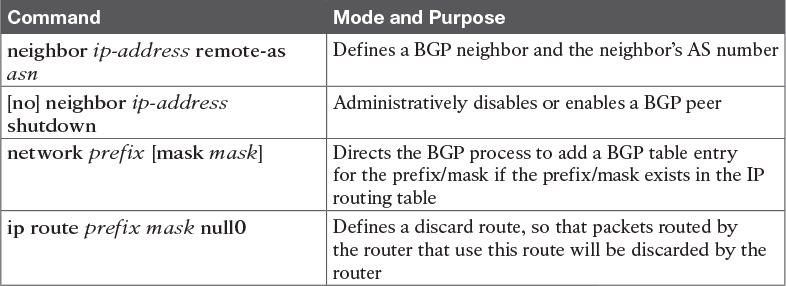 Command Mode and Purpose
neighbor ip-address remote-as asn
Defines a BGP neighbor and the neighbor's AS number
[no] neighbor ip-address
shutdown
Administratively disables or enables a BGP peer
network prefix [mask mask]
Directs the BGP process to add a BGP table entry
for the prefix/mask if the prefix/mask exists in the IP
routing table
ip route prefix mask null0
Defines a discard route, so that packets routed by
the router that use this route will be discarded by the
router